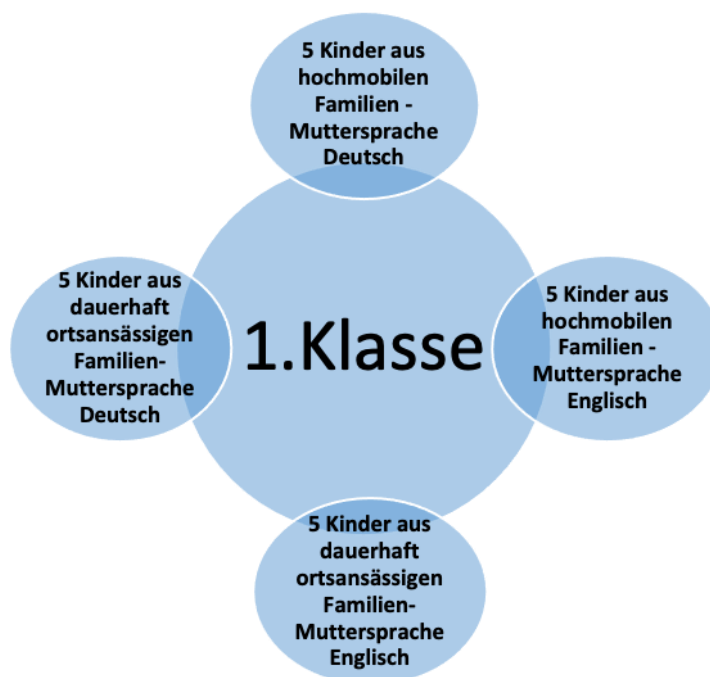 5 Kinder aus
hochmobilen
Familien -
Muttersprache
Deutsch
5 Kinder aus
dauerhaft
ortsansässigen
Familien-
Muttersprache
Deutsch
1.Klasse
5 Kinder aus
hochmobilen
Familien -
Muttersprache
Englisch
5 Kinder aus
dauerhaft
ortsansässigen
Familien-
Muttersprache
Englisch